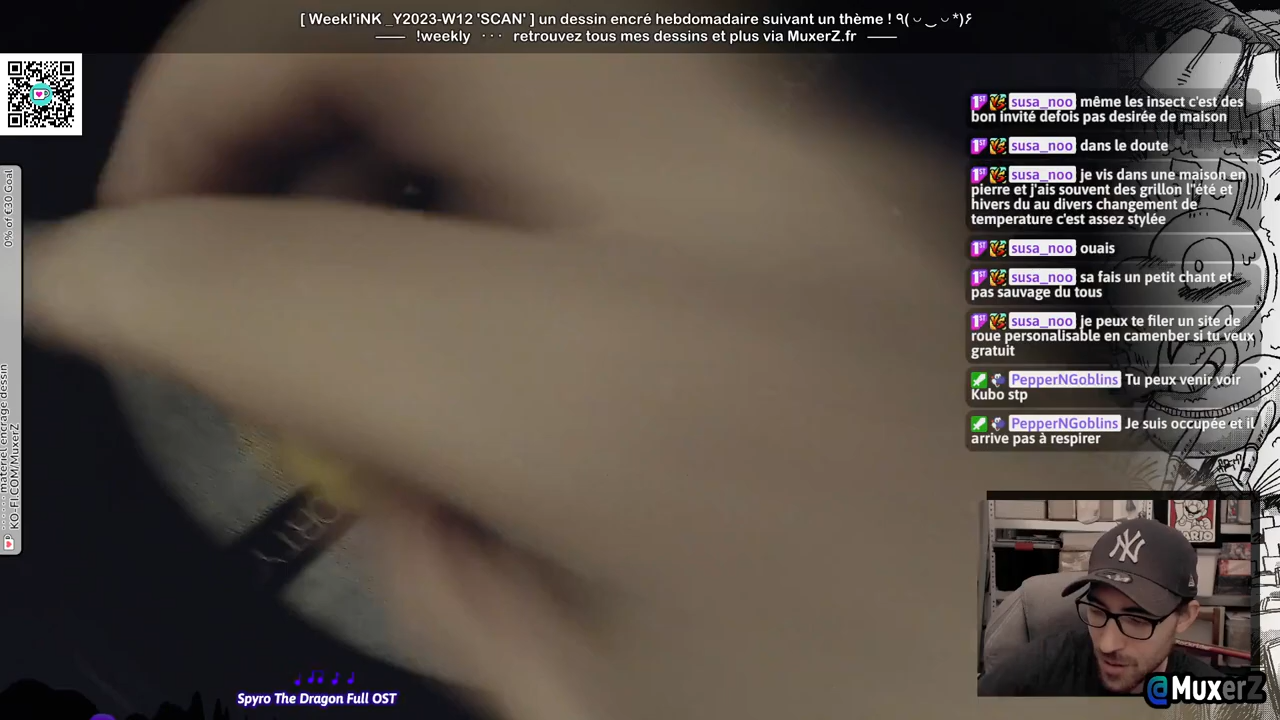 [ Weekl'iNK _Y2023-W12 'SCAN' ] un dessin encré hebdomadaire suivant un thème ! ٩(ᴗ‿ᴗ*)۶
!weekly ··· retrouvez tous mes dessins et plus via MuxerZ.fr
0% of €30 Goal
matériel encrage dessin
KO-FI.COM/MuxerZ
susa_noo même les insect c'est des
bon invité defois pas desirée de maison
susa_noo dans le doute
susa_noo je vis dans une maison en
pierre et j'ais souvent des grillon l"été et
hivers du au divers changement de
temperature c'est assez stylée
susa_noo ouais
susa_noo sa fais un petit chant et
pas sauvage du tous
susa_noo je peux te filer un site de
roue personalisable en camenber si tu veux
gratuit
PepperNGoblins Tu peux venir voir
Kubo stp
PepperNGoblins Je suis occupée et il
arrive pas à respirer
MARIO
NY
Spyro The Dragon Full OST
@MuxerZ